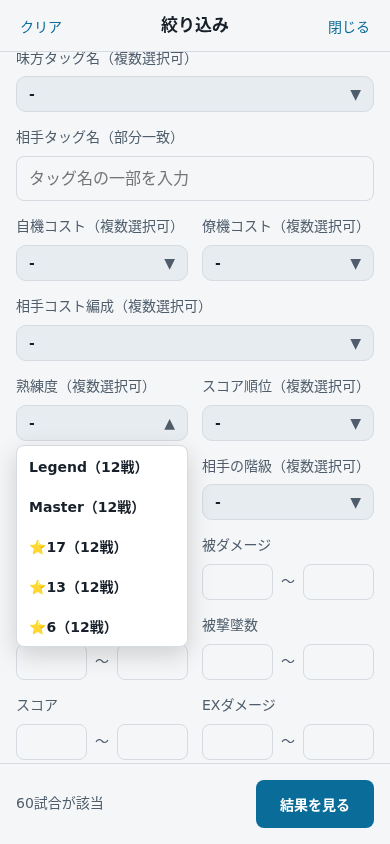 クリア
絞り込み
閉じる
味方タッグ名（複数選択可）
- ▼
相手タッグ名（部分一致）
タッグ名の一部を入力
自機コスト（複数選択可）
僚機コスト（複数選択可）
- ▼
- ▼
相手コスト編成（複数選択可）
- ▼
熟練度（複数選択可）
スコア順位（複数選択可）
- ▲
- ▼
Legend（12戦）
Master（12戦）
⭐17（12戦）
⭐13（12戦）
⭐6（12戦）
相手の階級（複数選択可）
- ▼
被ダメージ
～
被撃墜数
～
～
スコア
EXダメージ
～
～
60試合が該当
結果を見る